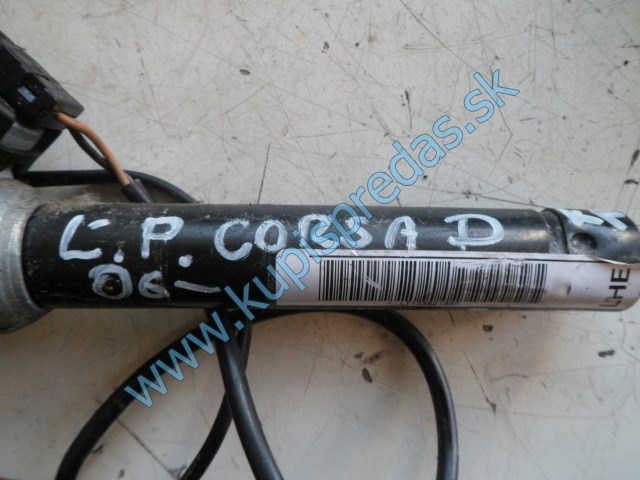 Ľ.P. CORSA D
06-
www.kupispredas.sk